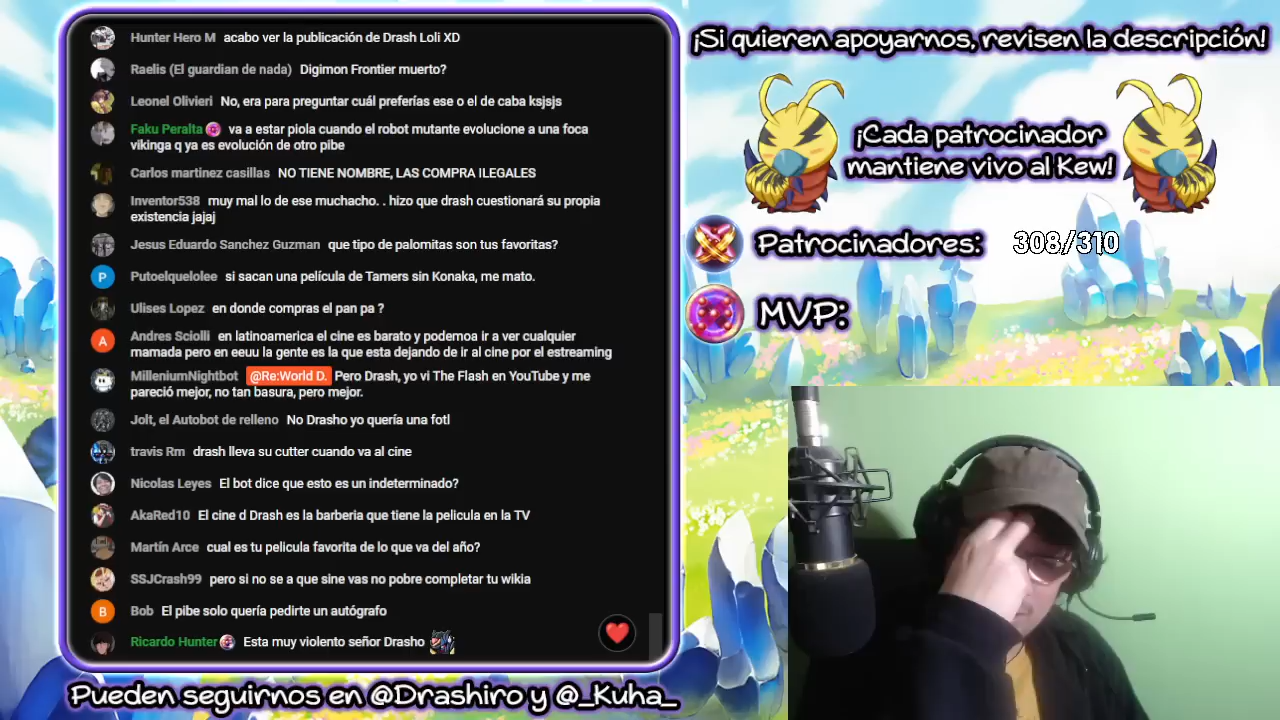 Hunter Hero M acabo ver la publicación de Drash Loli XD
Raelis (El guardian de nada) Digimon Frontier muerto?
Leonel Olivieri No, era para preguntar cuál preferías ese o el de caba ksjsjs
Faku Peralta va a estar piola cuando el robot mutante evolucione a una foca
vikinga q ya es evolución de otro pibe
Carlos martinez casillas NO TIENE NOMBRE, LAS COMPRA ILEGALES
Inventor538 muy mal lo de ese muchacho. . hizo que drash cuestionará su propia
existencia jajaj
Jesus Eduardo Sanchez Guzman que tipo de palomitas son tus favoritas?
P Putoelquelolee si sacan una película de Tamers sin Konaka, me mato.
Ulises Lopez en donde compras el pan pa ?
A Andres Sciolli en latinoamerica el cine es barato y podemoa ir a ver cualquier
mamada pero en eeuu la gente es la que esta dejando de ir al cine por el estreaming
MilleniumNightbot @Re:World D. Pero Drash, yo vi The Flash en YouTube y me
pareció mejor, no tan basura, pero mejor.
Jolt, el Autobot de relleno No Drasho yo quería una fotl
travis Rm drash lleva su cutter cuando va al cine
Nicolas Leyes El bot dice que esto es un indeterminado?
AkaRed10 El cine d Drash es la barberia que tiene la pelicula en la TV
Martín Arce cual es tu pelicula favorita de lo que va del año?
SSJCrash99 pero si no se a que sine vas no pobre completar tu wikia
B Bob El pibe solo quería pedirte un autógrafo
Ricardo Hunter Esta muy violento señor Drasho
Pueden seguirnos en @Drashiro y @_Kuha_
¡Si quieren apoyarnos, revisen la descripción!
¡Cada patrocinador
mantiene vivo al Kew!
Patrocinadores: 308/310
MVP: